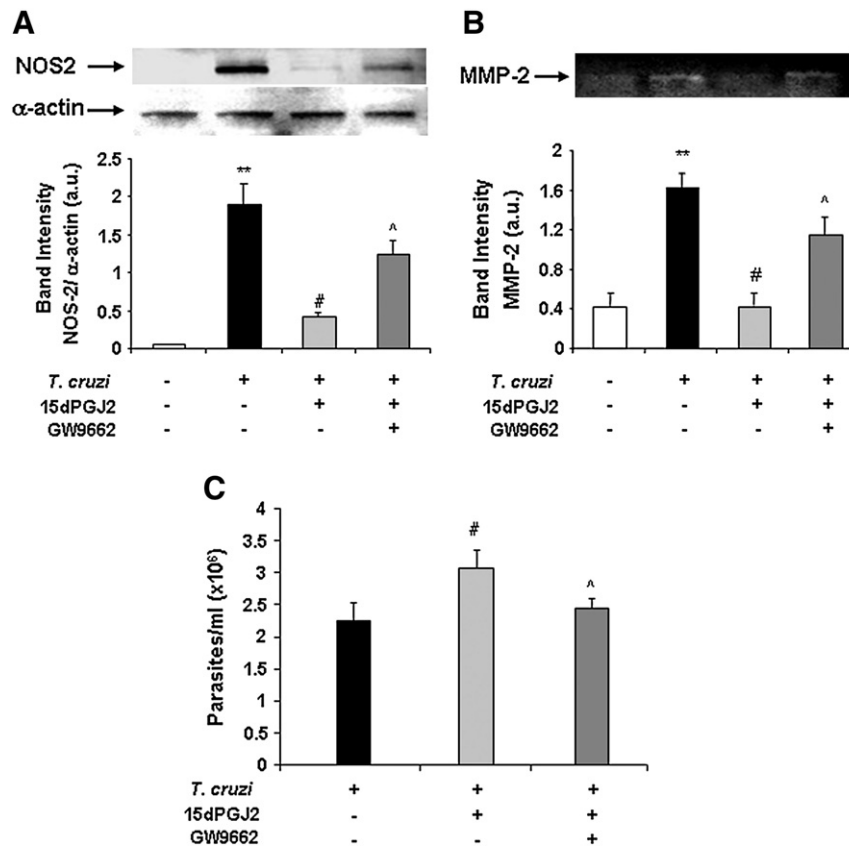 A
NOS2
α-actin
Band Intensity
NOS-2/ α-actin (a.u.)
2.5
2
1.5
1
0.5
0
**
#
^
T. cruzi - + + +
15dPGJ2 - - + +
GW9662 - - - +
B
MMP-2
Band Intensity
MMP-2 (a.u.)
2
1.6
1.2
0.8
0.4
0
**
#
^
T. cruzi - + + +
15dPGJ2 - - + +
GW9662 - - - +
C
Parasites/ml (x10⁶)
4
3.5
3
2.5
2
1.5
1
0.5
0
#
^
T. cruzi + + +
15dPGJ2 - + +
GW9662 - - +